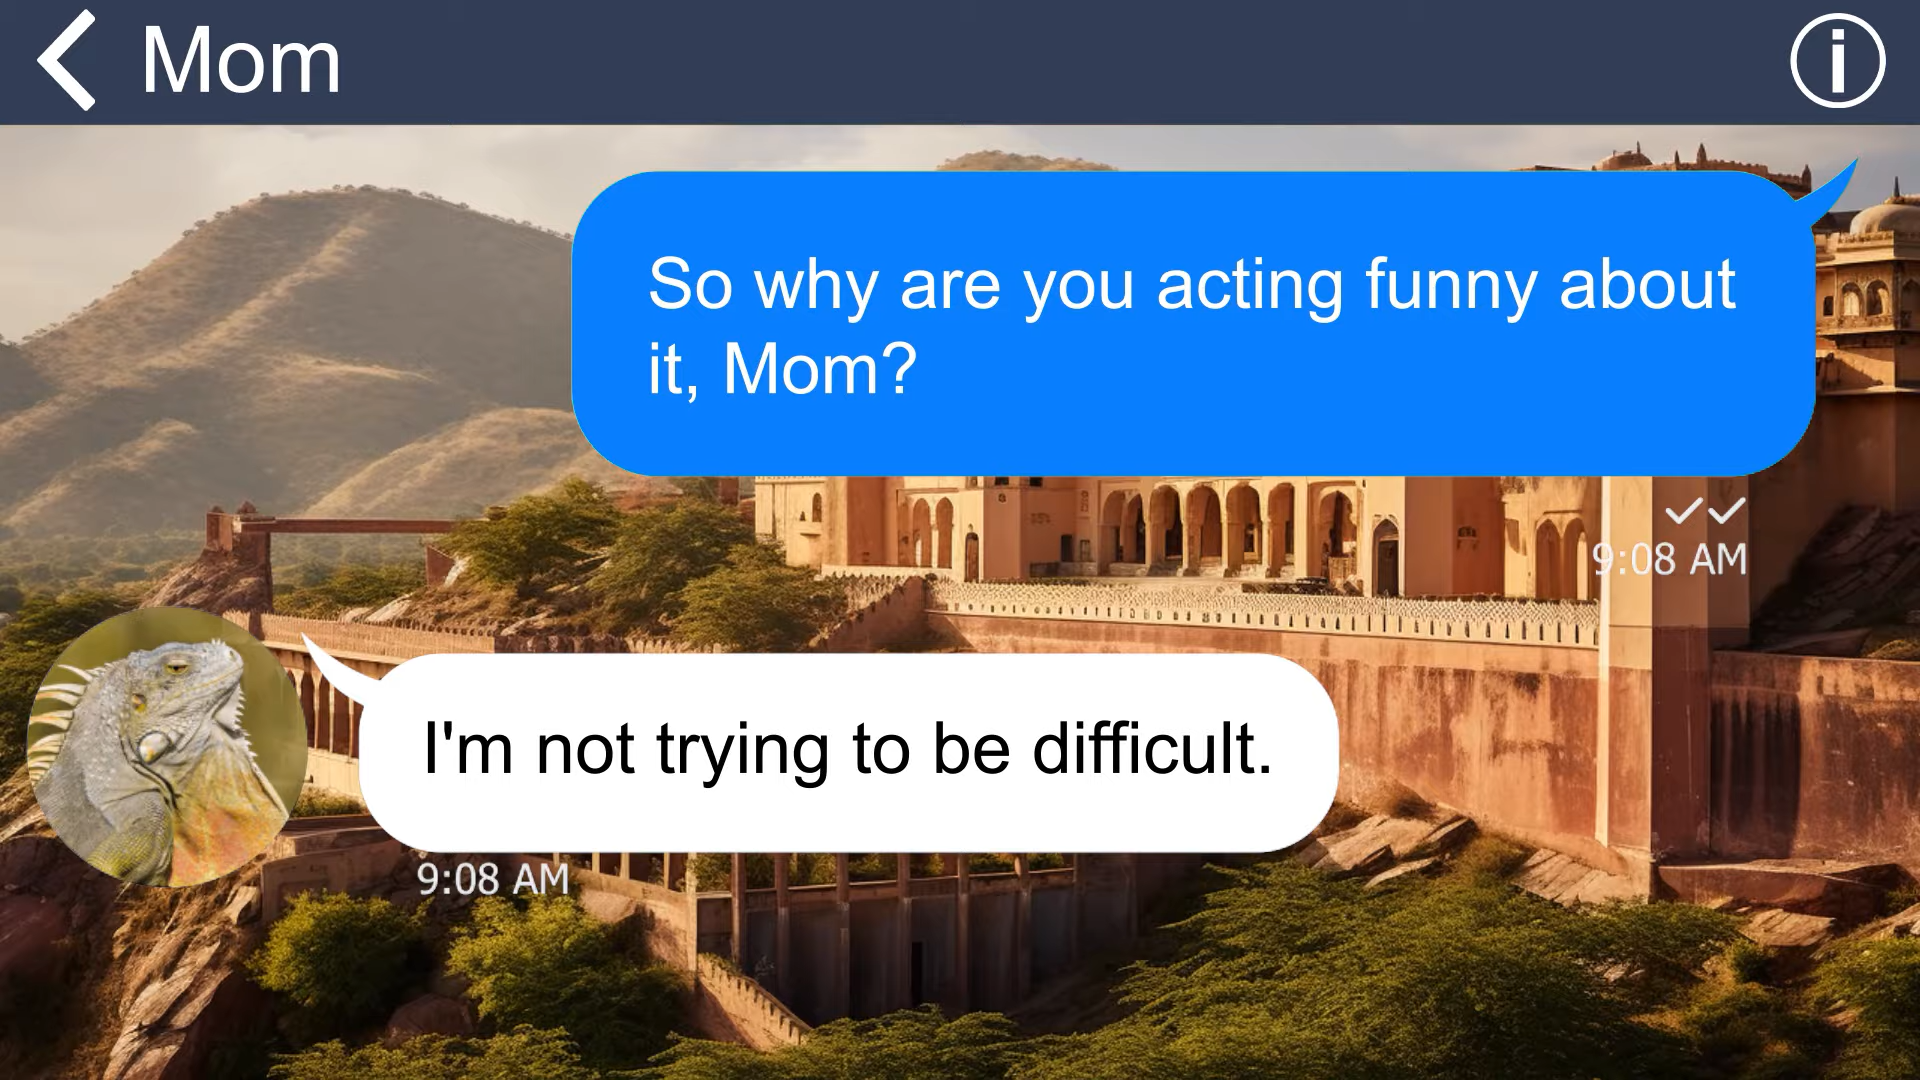 Mom
So why are you acting funny about
it, Mom?
9:08 AM
I'm not trying to be difficult.
9:08 AM